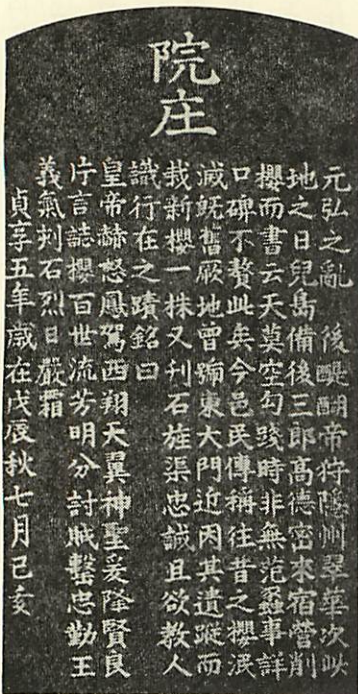 院庄
元弘之亂　後醍醐帝狩隱州翠華次此
地之日兒島備後三郎高德密來宿營削
櫻而書云天莫空勾踐時非無范蠡事詳
口碑不贅此矣今邑民傳稱往昔之櫻泯
滅既舊厥地曾號東大門近因其遺蹤而
栽新櫻一株又刊石旌渠忠誠且欲教人
識行在之蹟銘曰
皇帝赫怒鳳駕西翔天翼神聖爰降賢良
片言誌櫻百世流芳明分討賊罄忠勤王
義氣刻石烈日嚴霜
貞享五年歲在戊辰秋七月己亥